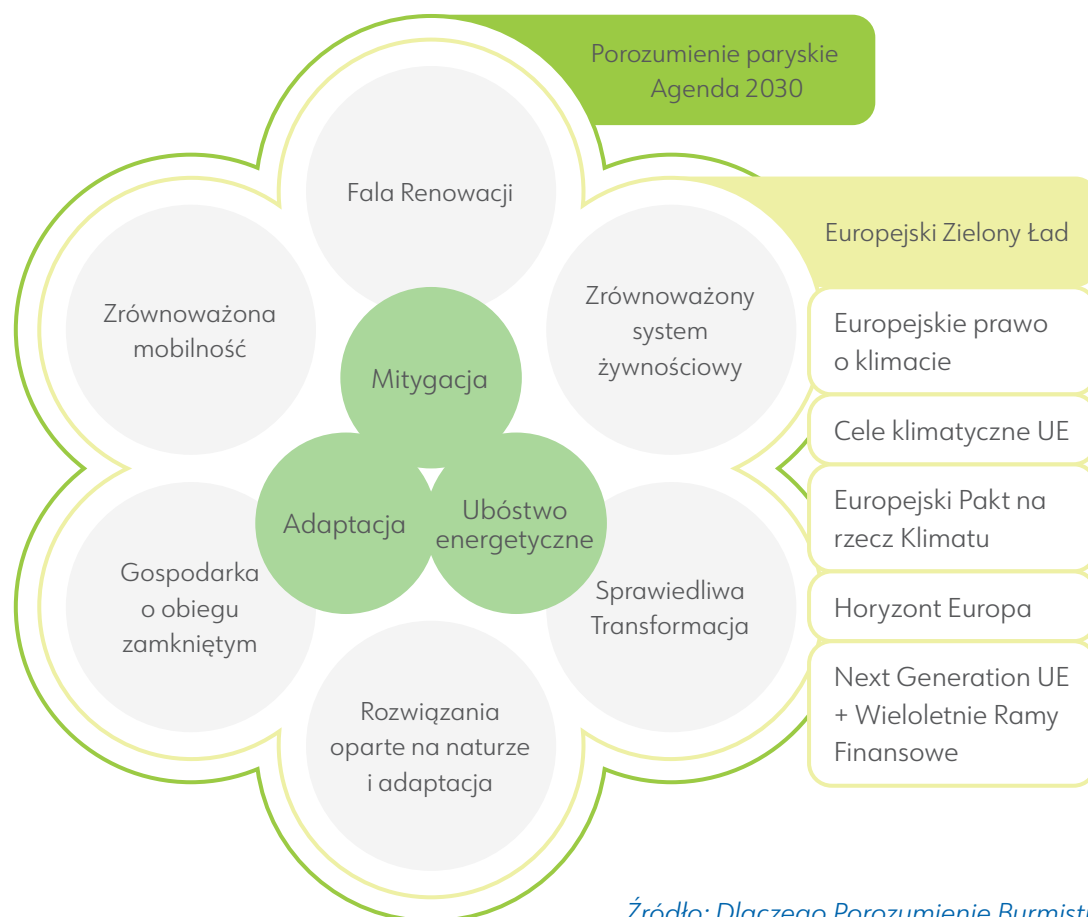 Porozumienie paryskie
Agenda 2030
Fala Renowacji
Europejski Zielony Ład
Zrównoważona
mobilność
Zrównoważony
system
żywnościowy
Europejskie prawo
o klimacie
Mitygacja
Cele klimatyczne UE
Adaptacja
Ubóstwo
energetyczne
Europejski Pakt na
rzecz Klimatu
Gospodarka
o obiegu
zamkniętym
Sprawiedliwa
Transformacja
Horyzont Europa
Next Generation UE
+ Wieloletnie Ramy
Finansowe
Rozwiązania
oparte na naturze
i adaptacja
Źródło: Dlaczego Porozumienie